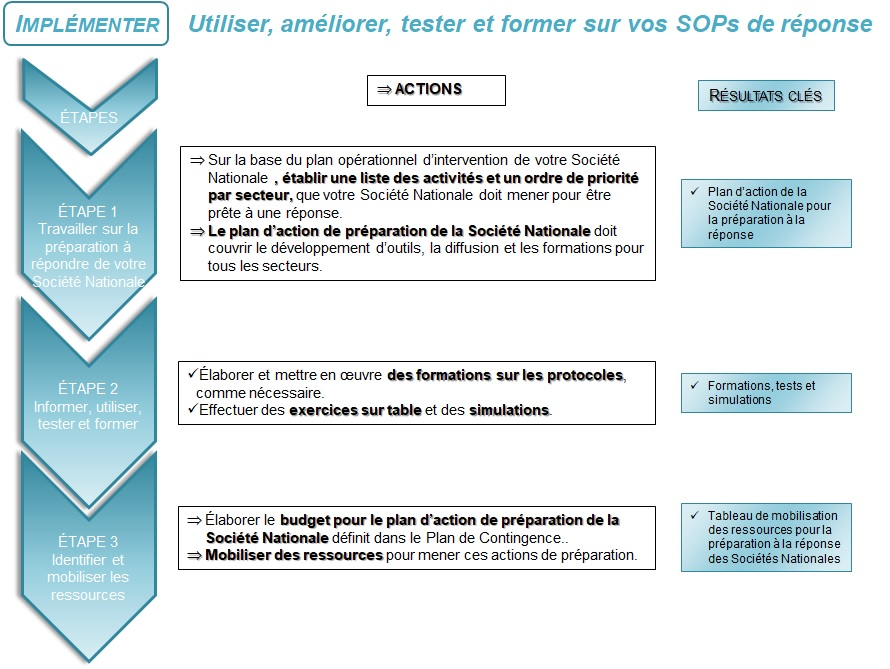 IMPLÉMENTER
Utiliser, améliorer, tester et former sur vos SOPs de réponse
ÉTAPES
⇒ ACTIONS
RÉSULTATS CLÉS
ÉTAPE 1
Travailler sur la
préparation à
répondre de votre
Société Nationale
⇒ Sur la base du plan opérationnel d’intervention de votre Société
Nationale , établir une liste des activités et un ordre de priorité
par secteur, que votre Société Nationale doit mener pour être
prête à une réponse.
⇒ Le plan d’action de préparation de la Société Nationale doit
couvrir le développement d’outils, la diffusion et les formations pour
tous les secteurs.
✓ Plan d’action de la
Société Nationale pour
la préparation à la
réponse
ÉTAPE 2
Informer, utiliser,
tester et former
✓Élaborer et mettre en œuvre des formations sur les protocoles,
comme nécessaire.
✓Effectuer des exercices sur table et des simulations.
✓ Formations, tests et
simulations
ÉTAPE 3
Identifier et
mobiliser les
ressources
⇒ Élaborer le budget pour le plan d’action de préparation de la
Société Nationale définit dans le Plan de Contingence..
⇒ Mobiliser des ressources pour mener ces actions de préparation.
✓ Tableau de mobilisation
des ressources pour la
préparation à la réponse
des Sociétés Nationales